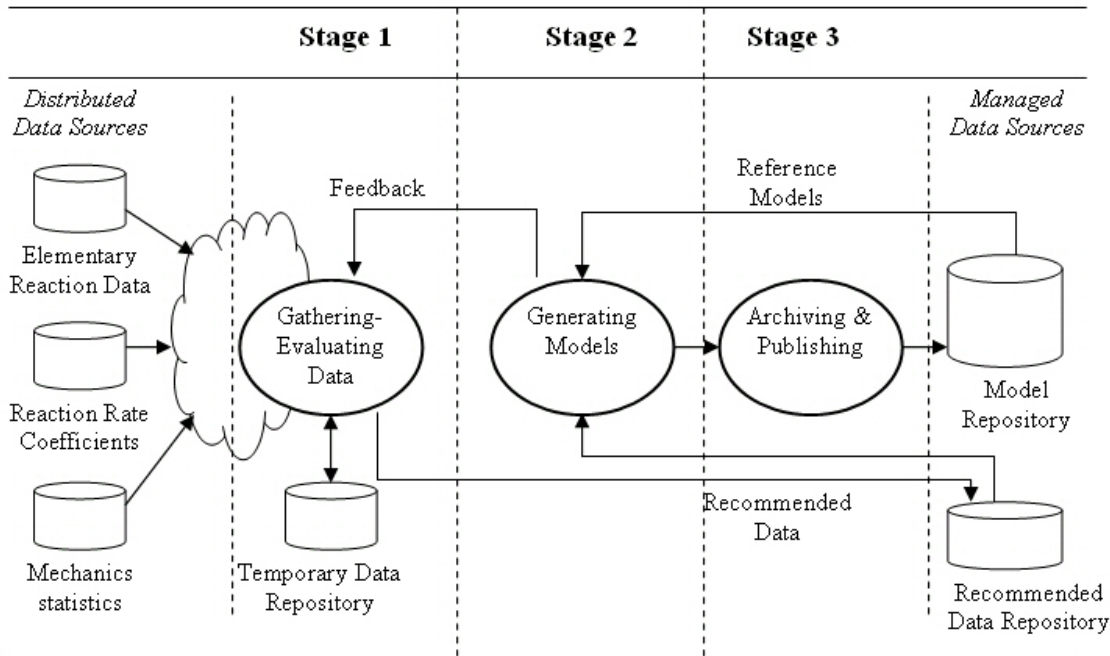 Stage 1
Stage 2
Stage 3
Distributed
Data Sources
Managed
Data Sources
Feedback
Reference
Models
Elementary
Reaction Data
Gathering-
Evaluating
Data
Generating
Models
Archiving &
Publishing
Reaction Rate
Coefficients
Model
Repository
Recommended
Data
Mechanics
statistics
Temporary Data
Repository
Recommended
Data Repository